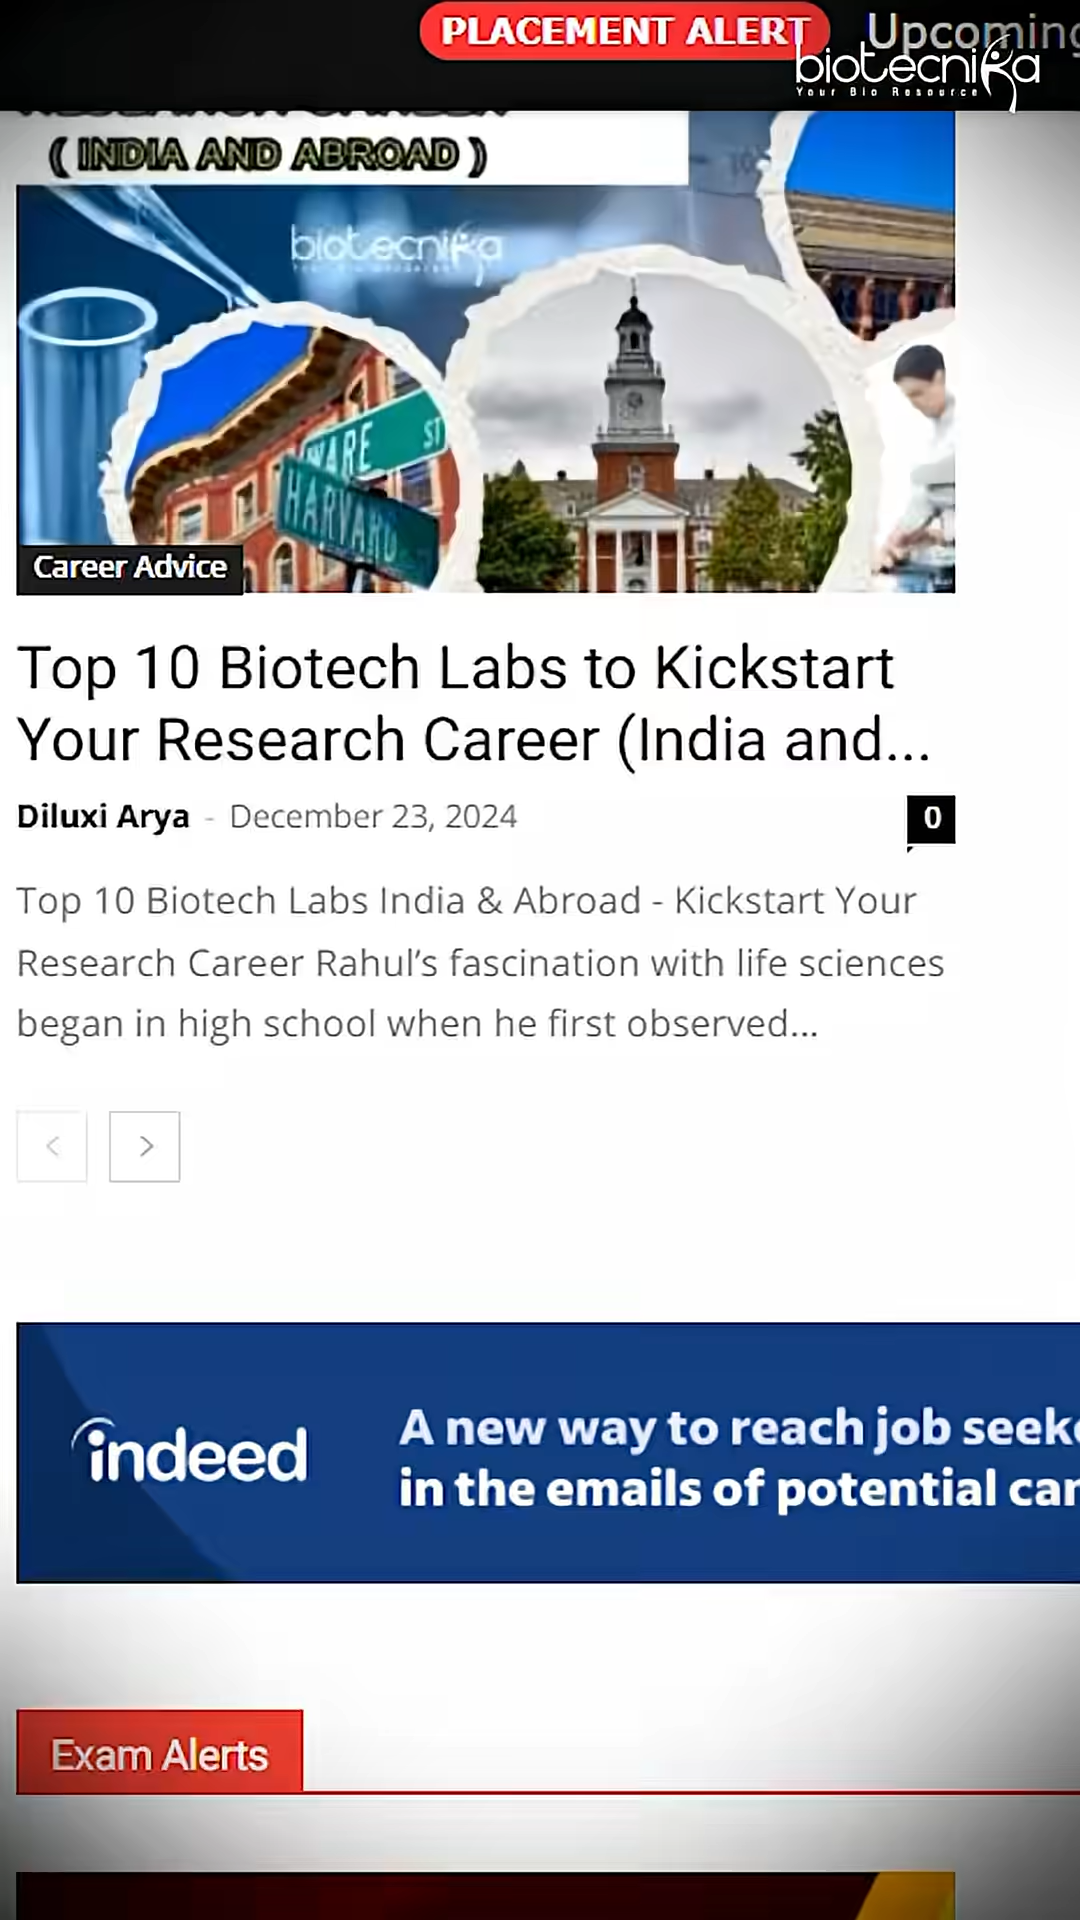 PLACEMENT ALERT
Upcoming
biotecnika
Your Bio Resource
( INDIA AND ABROAD )
biotecnika
WARE ST
HARVARD
Career Advice
Top 10 Biotech Labs to Kickstart
Your Research Career (India and...
Diluxi Arya - December 23, 2024
0
Top 10 Biotech Labs India & Abroad - Kickstart Your
Research Career Rahul’s fascination with life sciences
began in high school when he first observed...
indeed
A new way to reach job seek
in the emails of potential
Exam Alerts